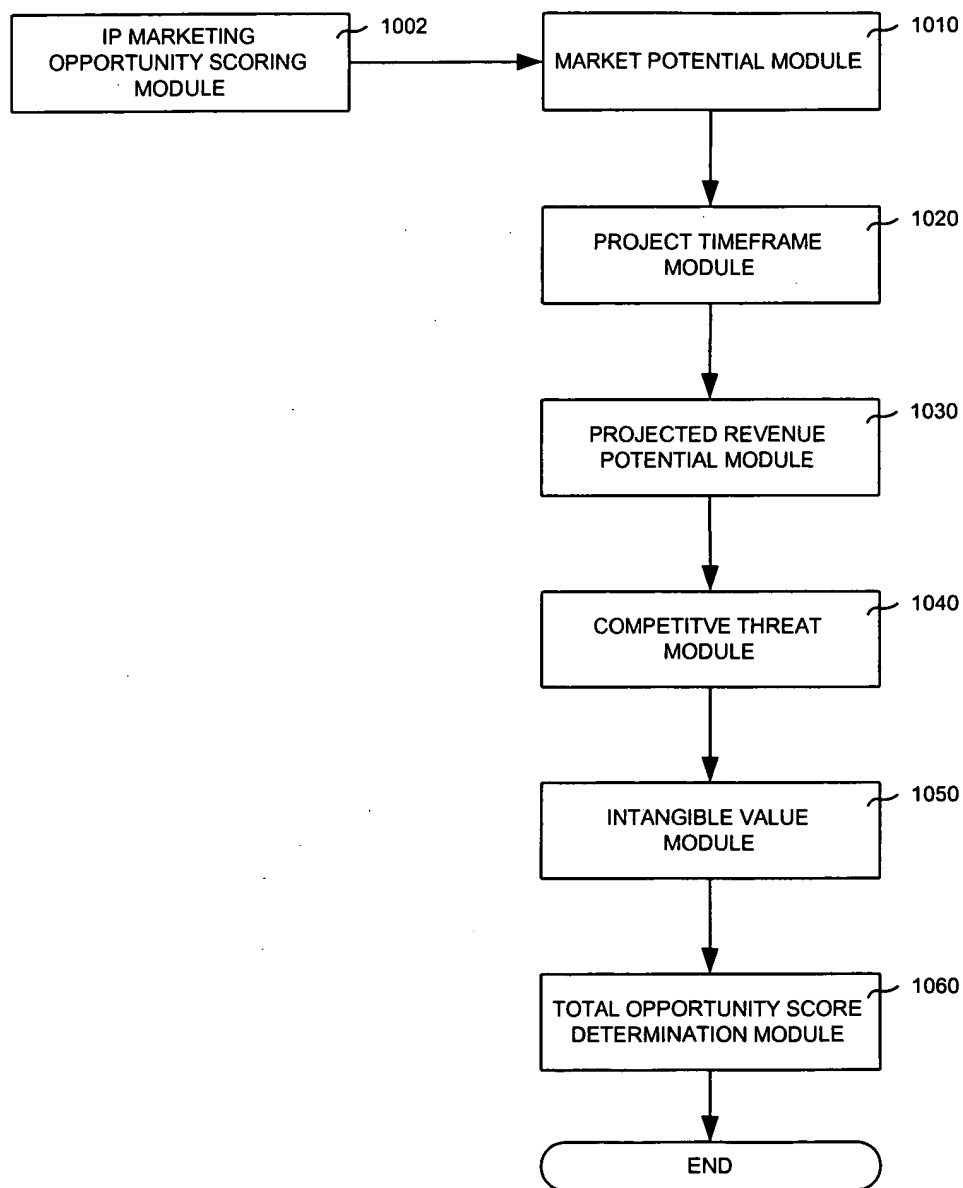 IP MARKETING
OPPORTUNITY SCORING
MODULE
1002
MARKET POTENTIAL MODULE
1010
PROJECT TIMEFRAME
MODULE
1020
PROJECTED REVENUE
POTENTIAL MODULE
1030
COMPETITVE THREAT
MODULE
1040
INTANGIBLE VALUE
MODULE
1050
TOTAL OPPORTUNITY SCORE
DETERMINATION MODULE
1060
END